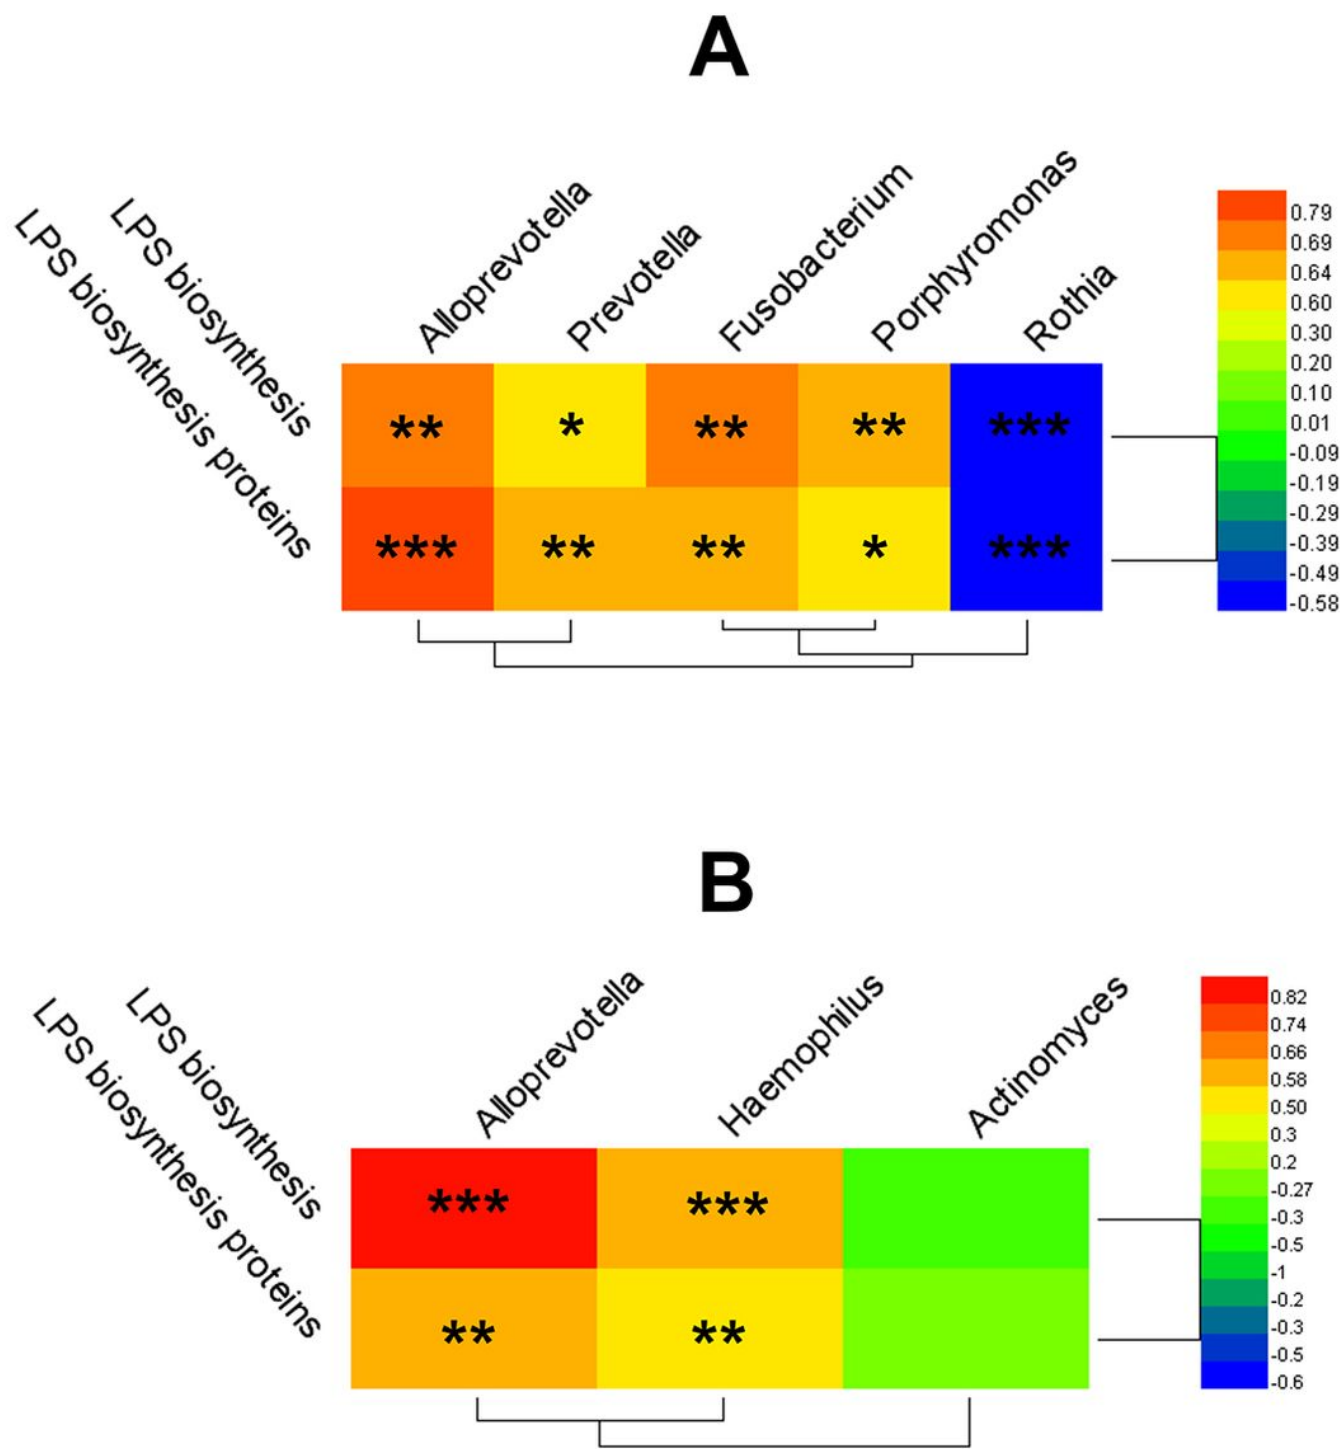 A
LPS biosynthesis
LPS biosynthesis proteins
Alloprevotella
Prevotella
Fusobacterium
Porphyromonas
Rothia
** * ** ** ***
*** ** ** * ***
0.79
0.69
0.64
0.60
0.30
0.20
0.10
0.01
-0.09
-0.19
-0.29
-0.39
-0.49
-0.58
B
LPS biosynthesis
LPS biosynthesis proteins
Alloprevotella
Haemophilus
Actinomyces
*** ***
** **
0.82
0.74
0.66
0.58
0.50
0.3
0.2
-0.27
-0.3
-0.5
-1
-0.2
-0.3
-0.5
-0.6